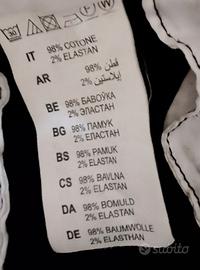 IT 98% COTONE
2% ELASTAN
AR 98% قطن
2% إيلاستين
BE 98% БАВОЎКА
2% ЭЛАСТАН
BG 98% ПАМУК
2% ЕЛАСТАН
BS 98% PAMUK
2% ELASTAN
CS 98% BAVLNA
2% ELASTAN
DA 98% BOMULD
2% ELASTAN
DE 98% BAUMWOLLE
2% ELASTHAN
subito